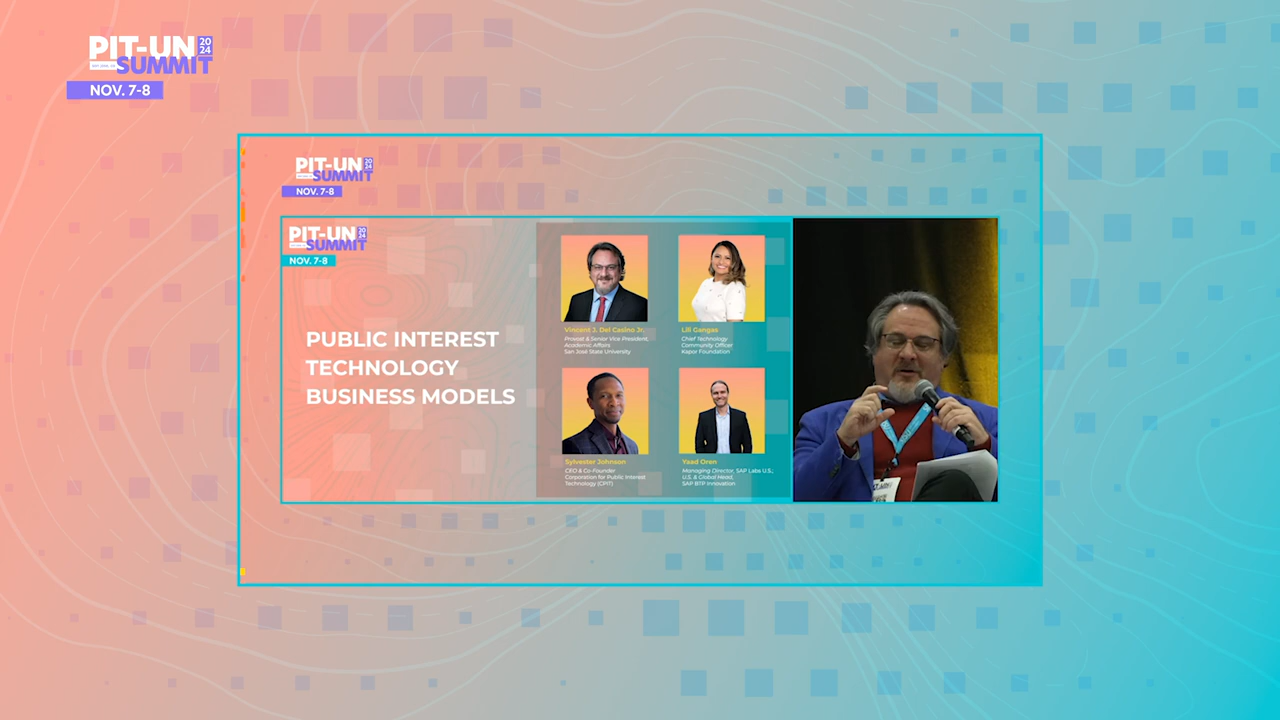 PIT-UN 2024
SUMMIT
NOV. 7-8
PIT-UN 2024
SUMMIT
NOV. 7-8
PIT-UN 2024
SUMMIT
NOV. 7-8
PUBLIC INTEREST
TECHNOLOGY
BUSINESS MODELS
Vincent J. Del Casino Jr.
Provost & Senior Vice President,
Academic Affairs
San José State University
Lili Gangas
Chief Technology
Community Officer
Kapor Foundation
Sylvester Johnson
CEO & Co-Founder
Corporation for Public Interest
Technology (CPIT)
Yaad Oren
Managing Director, SAP Labs U.S.,
U.S. & Global Head,
SAP BTP Innovation